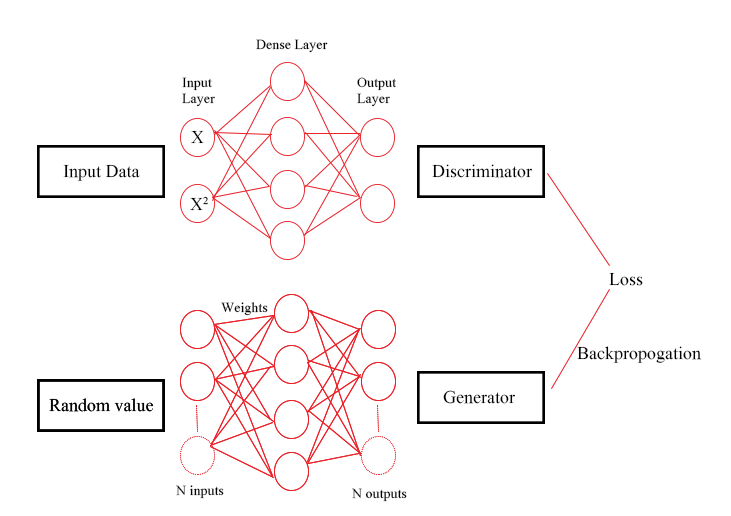 Dense Layer
Input
Layer
Output
Layer
X
Input Data
Discriminator
X²
Loss
Weights
Backpropogation
Random value
Generator
N inputs
N outputs